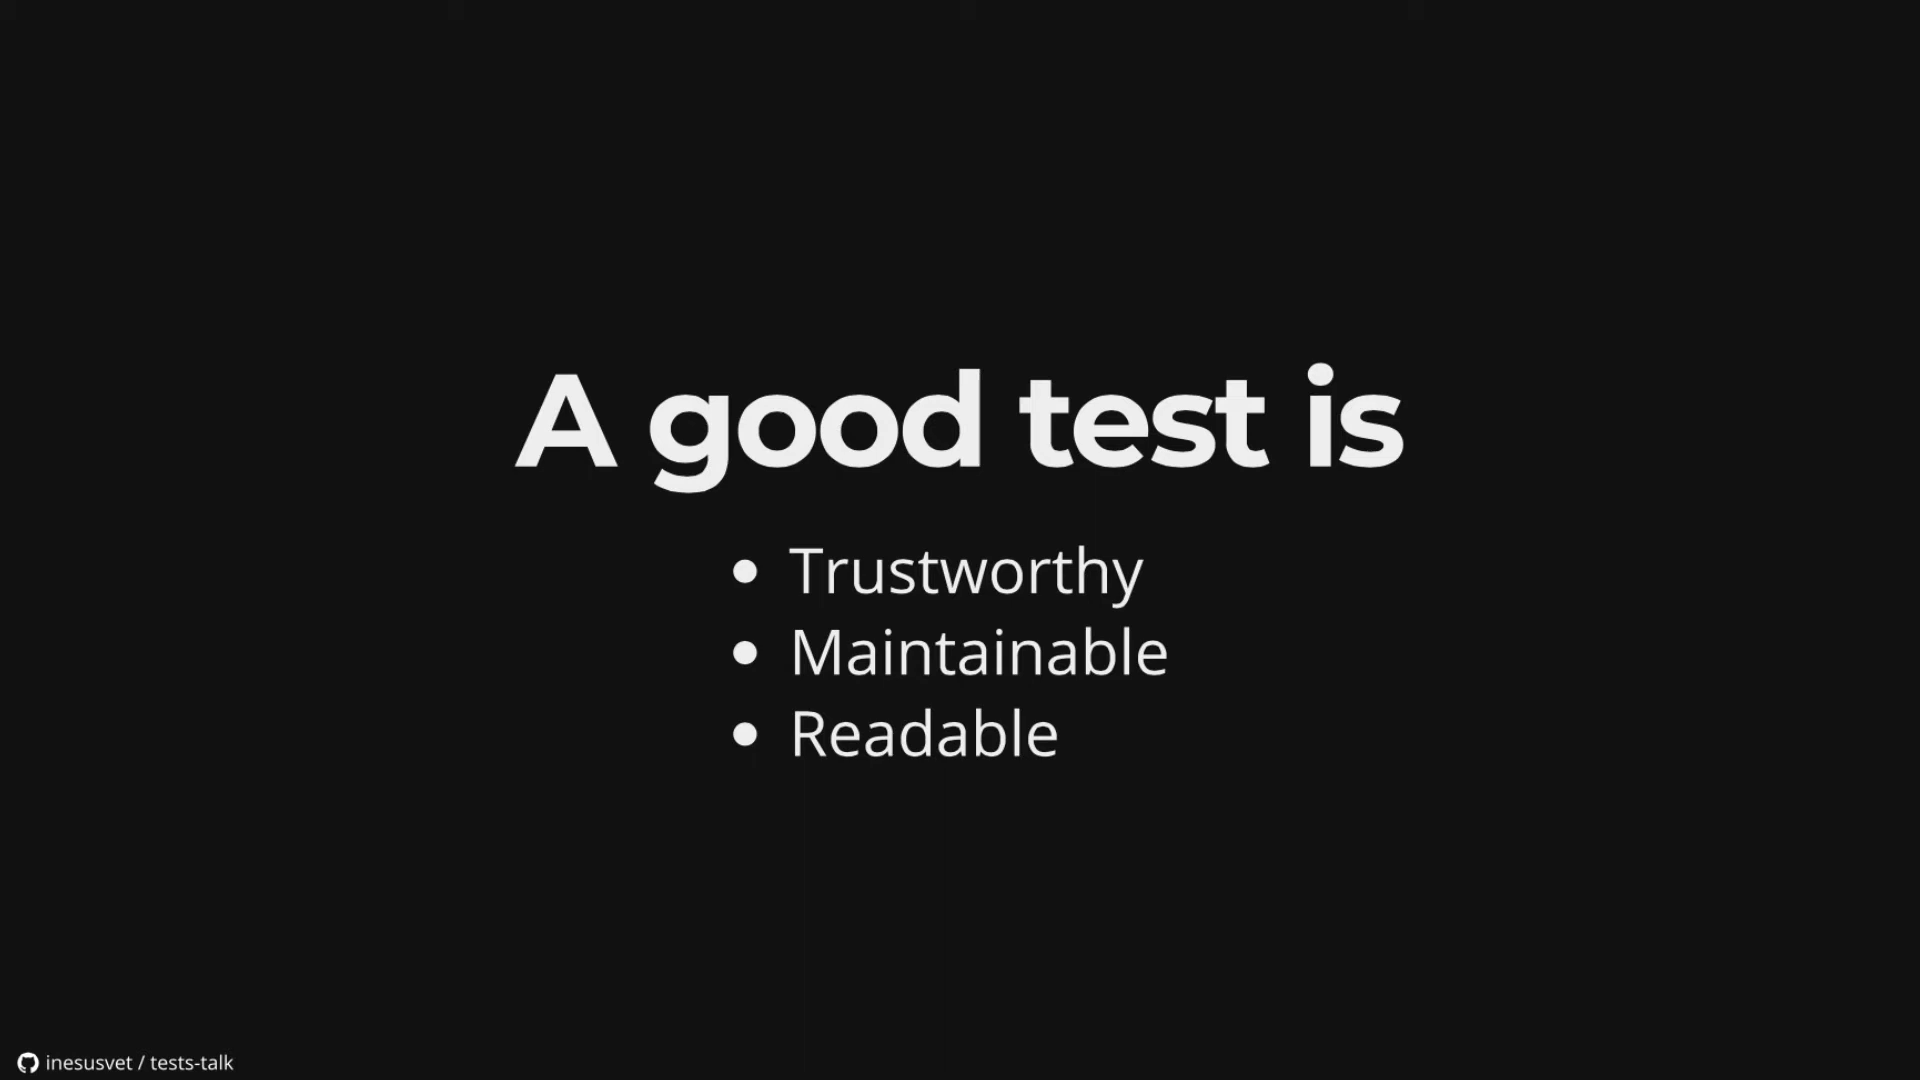 A good test is
Trustworthy
Maintainable
Readable
inesusvet / tests-talk